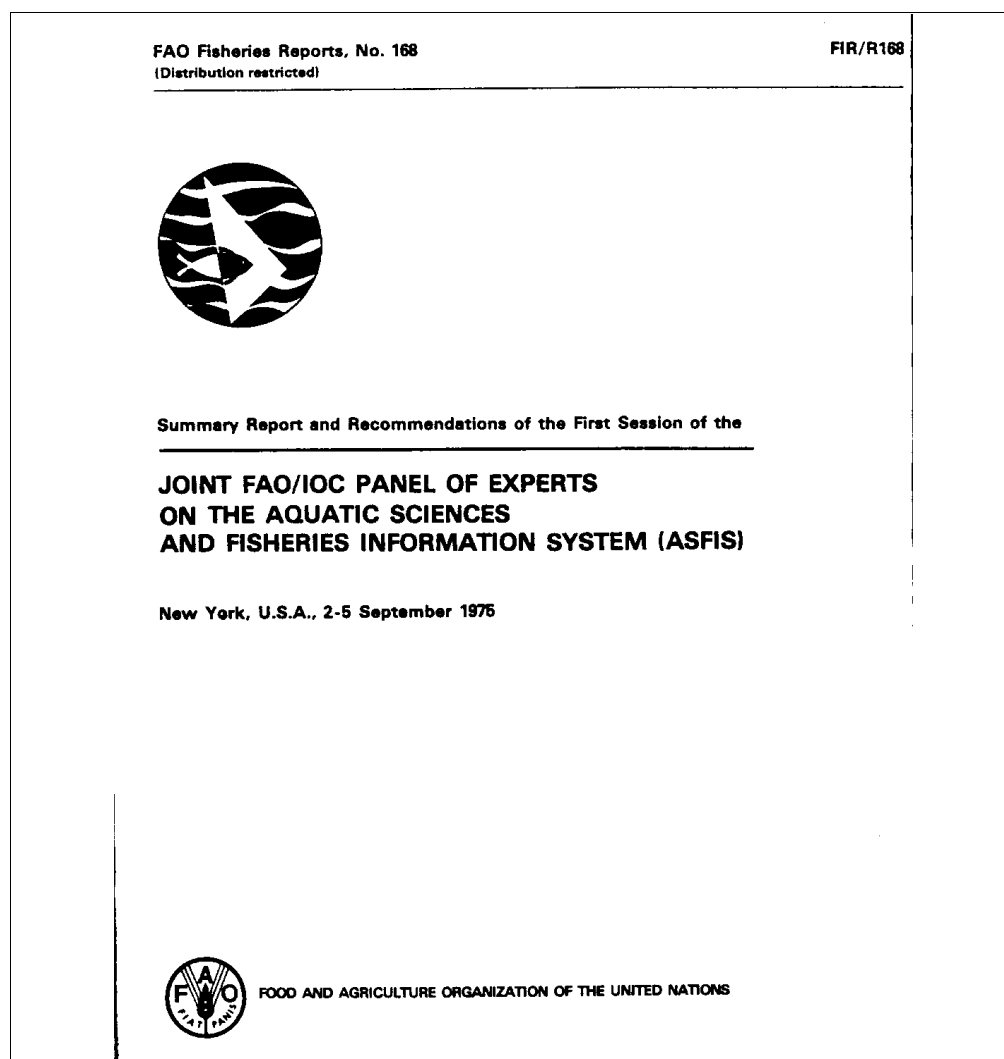 FAO Fisheries Reports, No. 168
FIR/R168
(Distribution restricted)
Summary Report and Recommendations of the First Session of the
JOINT FAO/IOC PANEL OF EXPERTS
ON THE AQUATIC SCIENCES
AND FISHERIES INFORMATION SYSTEM (ASFIS)
New York, U.S.A., 2-5 September 1975
F A O
FIAT PANIS
FOOD AND AGRICULTURE ORGANIZATION OF THE UNITED NATIONS